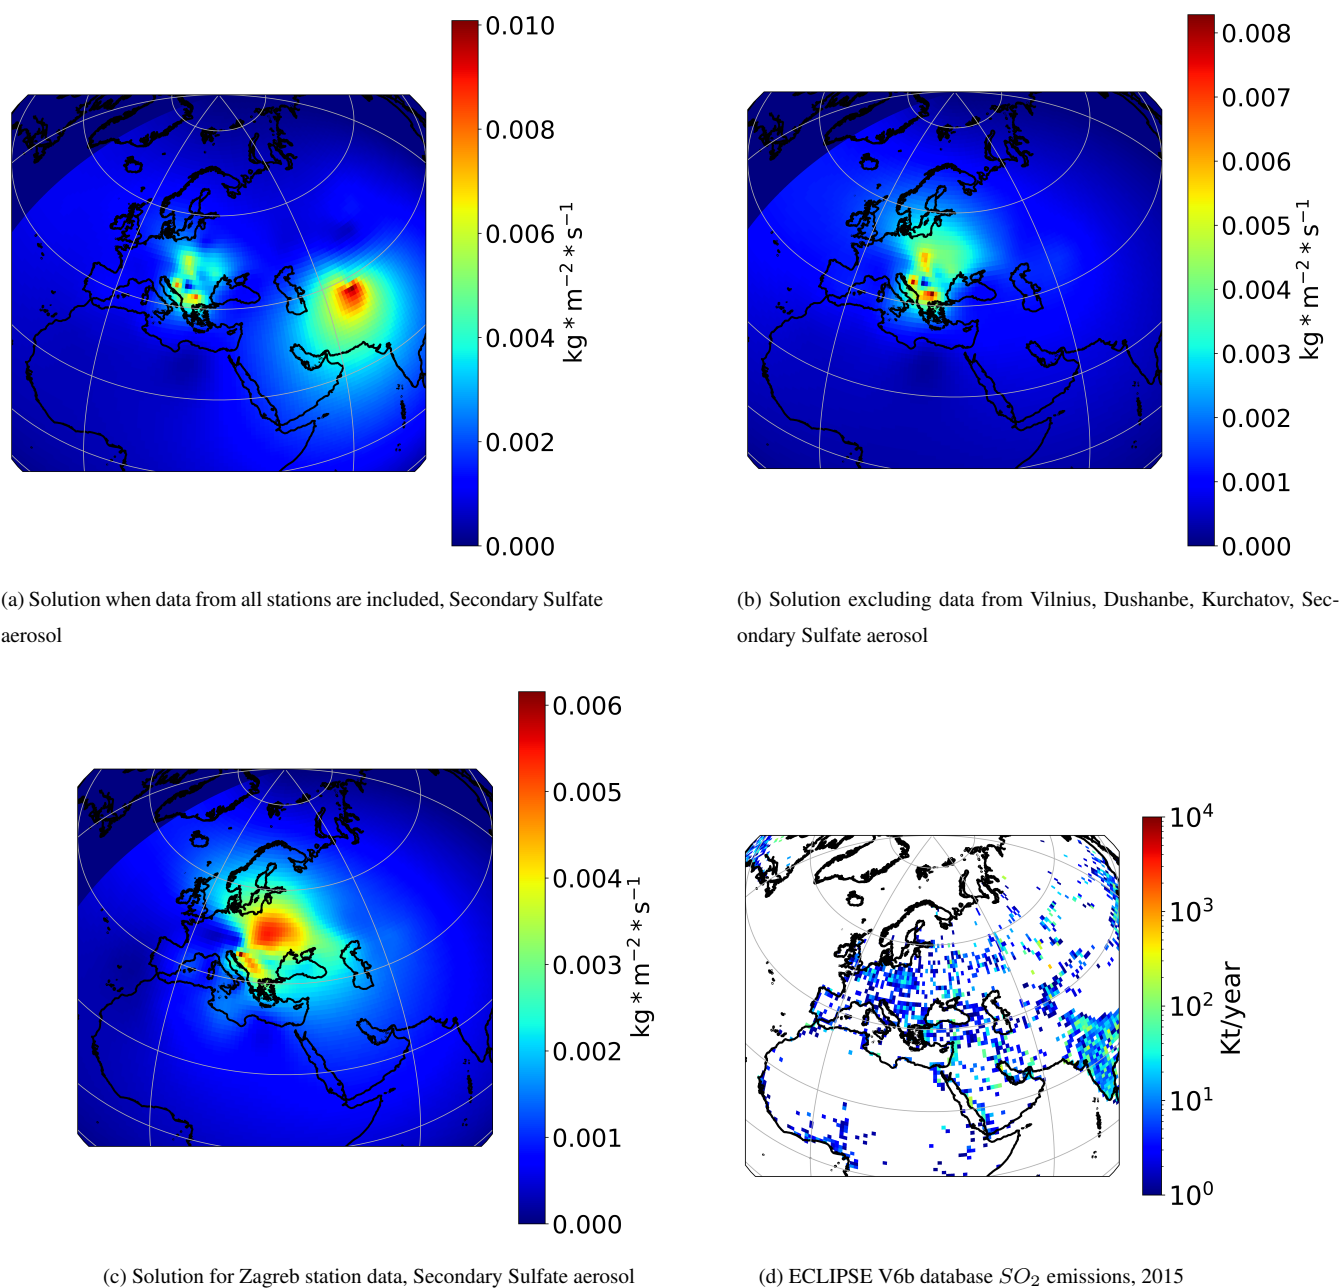 0.010
0.008
0.006
0.004
0.002
0.000
kg * m⁻² * s⁻¹
(a) Solution when data from all stations are included, Secondary Sulfate
aerosol
0.008
0.007
0.006
0.005
0.004
0.003
0.002
0.001
0.000
kg * m⁻² * s⁻¹
(b) Solution excluding data from Vilnius, Dushanbe, Kurchatov, Sec-
ondary Sulfate aerosol
0.006
0.005
0.004
0.003
0.002
0.001
0.000
kg * m⁻² * s⁻¹
(c) Solution for Zagreb station data, Secondary Sulfate aerosol
10⁴
10³
10²
10¹
10⁰
Kt/year
(d) ECLIPSE V6b database SO₂ emissions, 2015